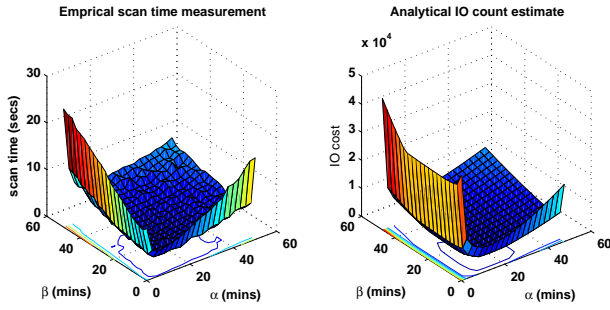 Emprical scan time measurement
30
20
10
0
scan time (secs)
60
40
20
0
β (mins)
0
20
40
60
α (mins)
Analytical IO count estimate
x 10⁴
5
4
3
2
1
0
IO cost
60
40
20
0
β (mins)
0
20
40
60
α (mins)